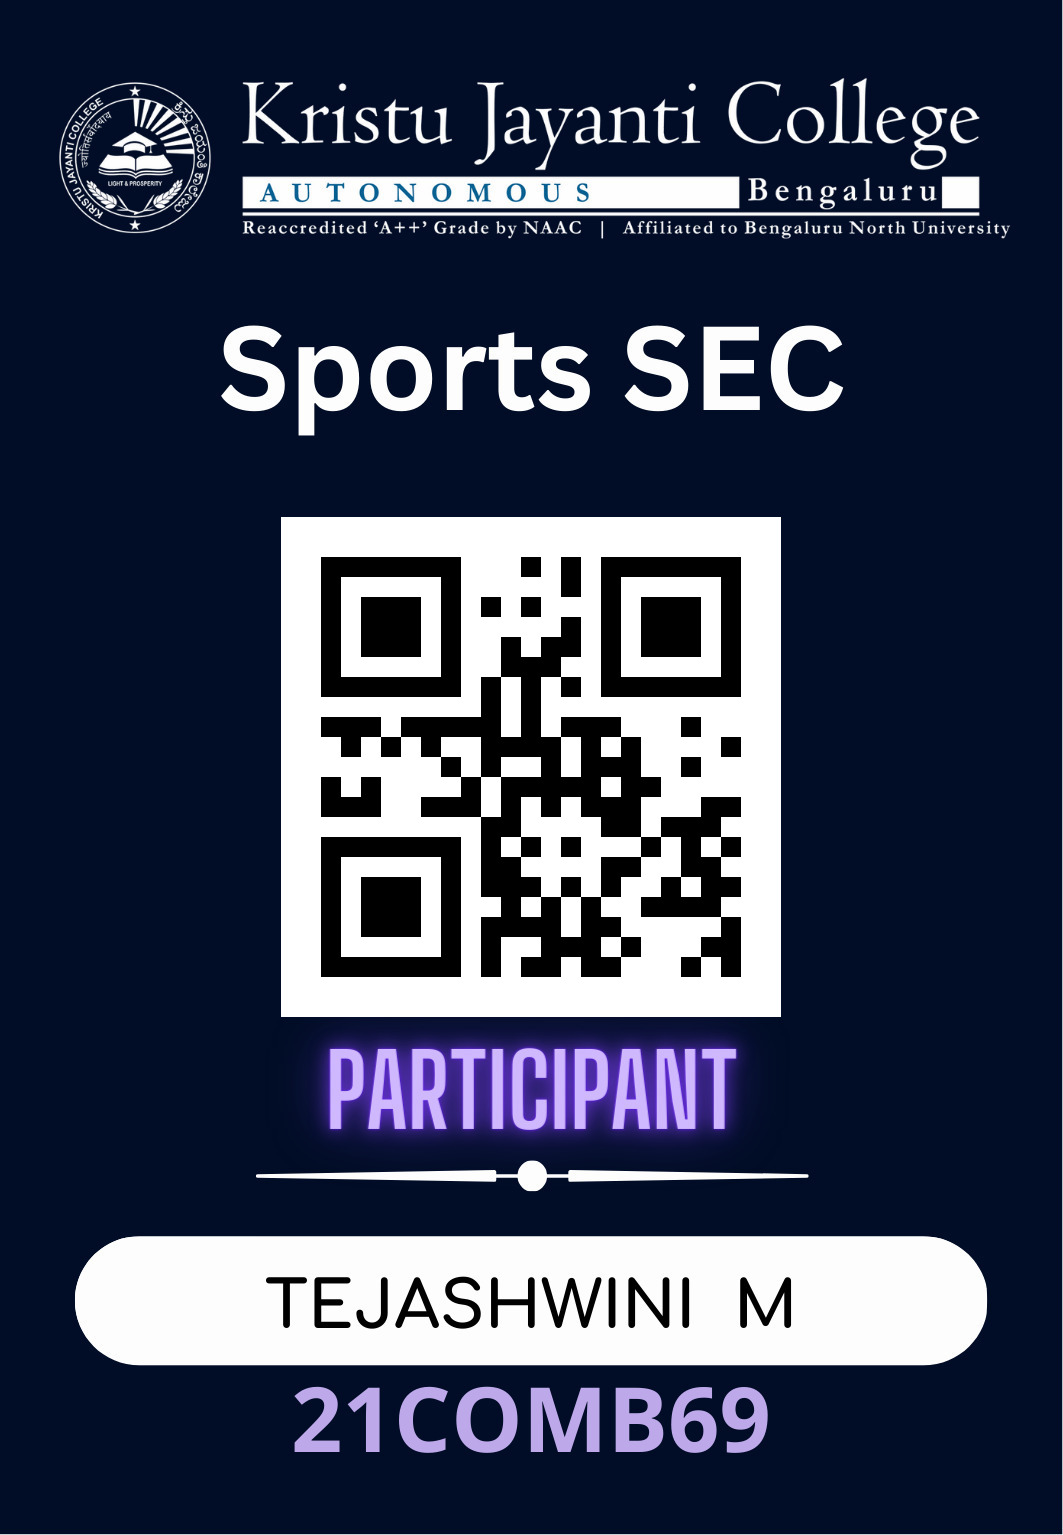 Kristu Jayanti College
AUTONOMOUS Bengaluru
Reaccredited ‘A++’ Grade by NAAC | Affiliated to Bengaluru North University
KRISTU JAYANTI COLLEGE
ಕ್ರಿಸ್ತು ಜಯಂತಿ ಕಾಲೇಜು
LIGHT & PROSPERITY
Sports SEC
PARTICIPANT
TEJASHWINI M
21COMB69